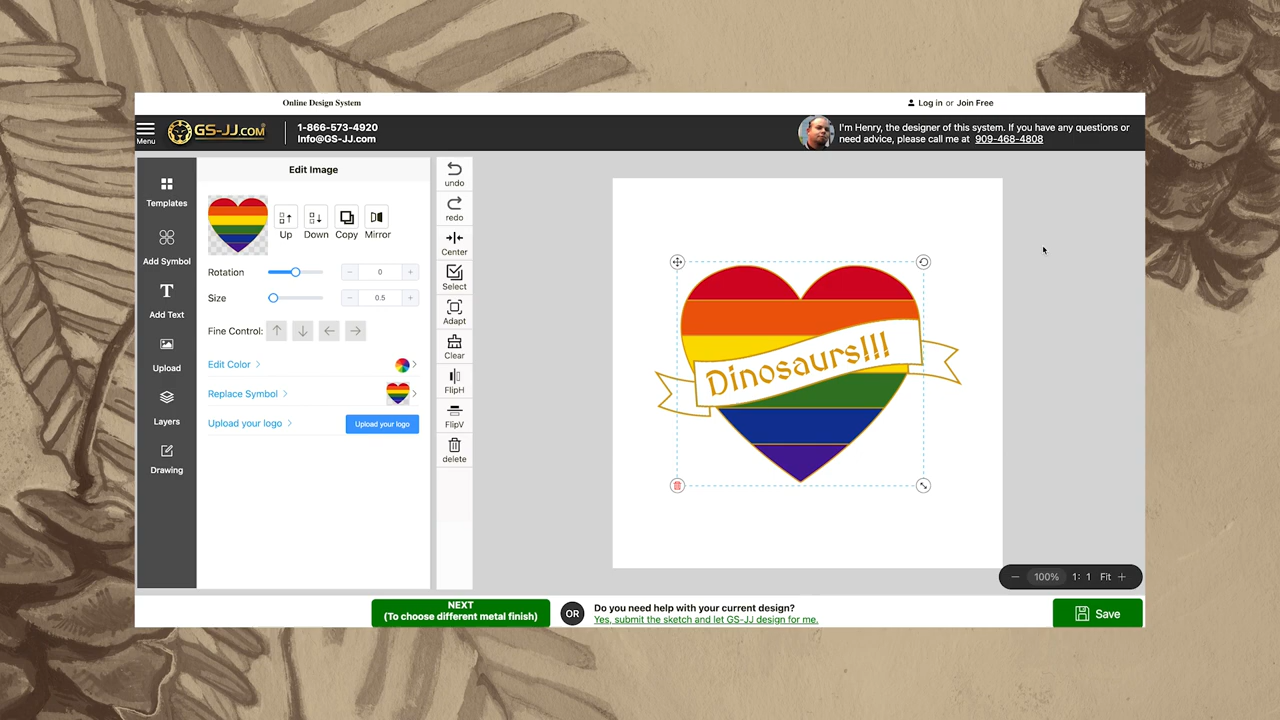 Online Design System
Log in or Join Free
Menu
GS-JJ.COM
1-866-573-4920
Info@GS-JJ.com
I'm Henry, the designer of this system. If you have any questions or
need advice, please call me at 909-468-4808
Templates
Add Symbol
T
Add Text
Upload
Layers
Drawing
Edit Image
Up
Down
Copy
Mirror
Rotation
− 0 +
Size
− 0.5 +
Fine Control:
Edit Color
Replace Symbol
Upload your logo
Upload your logo
undo
redo
Center
Select
Adapt
Clear
FlipH
FlipV
delete
Dinosaurs!!!
− 100% 1: 1 Fit +
NEXT
(To choose different metal finish)
OR
Do you need help with your current design?
Yes, submit the sketch and let GS-JJ design for me.
Save